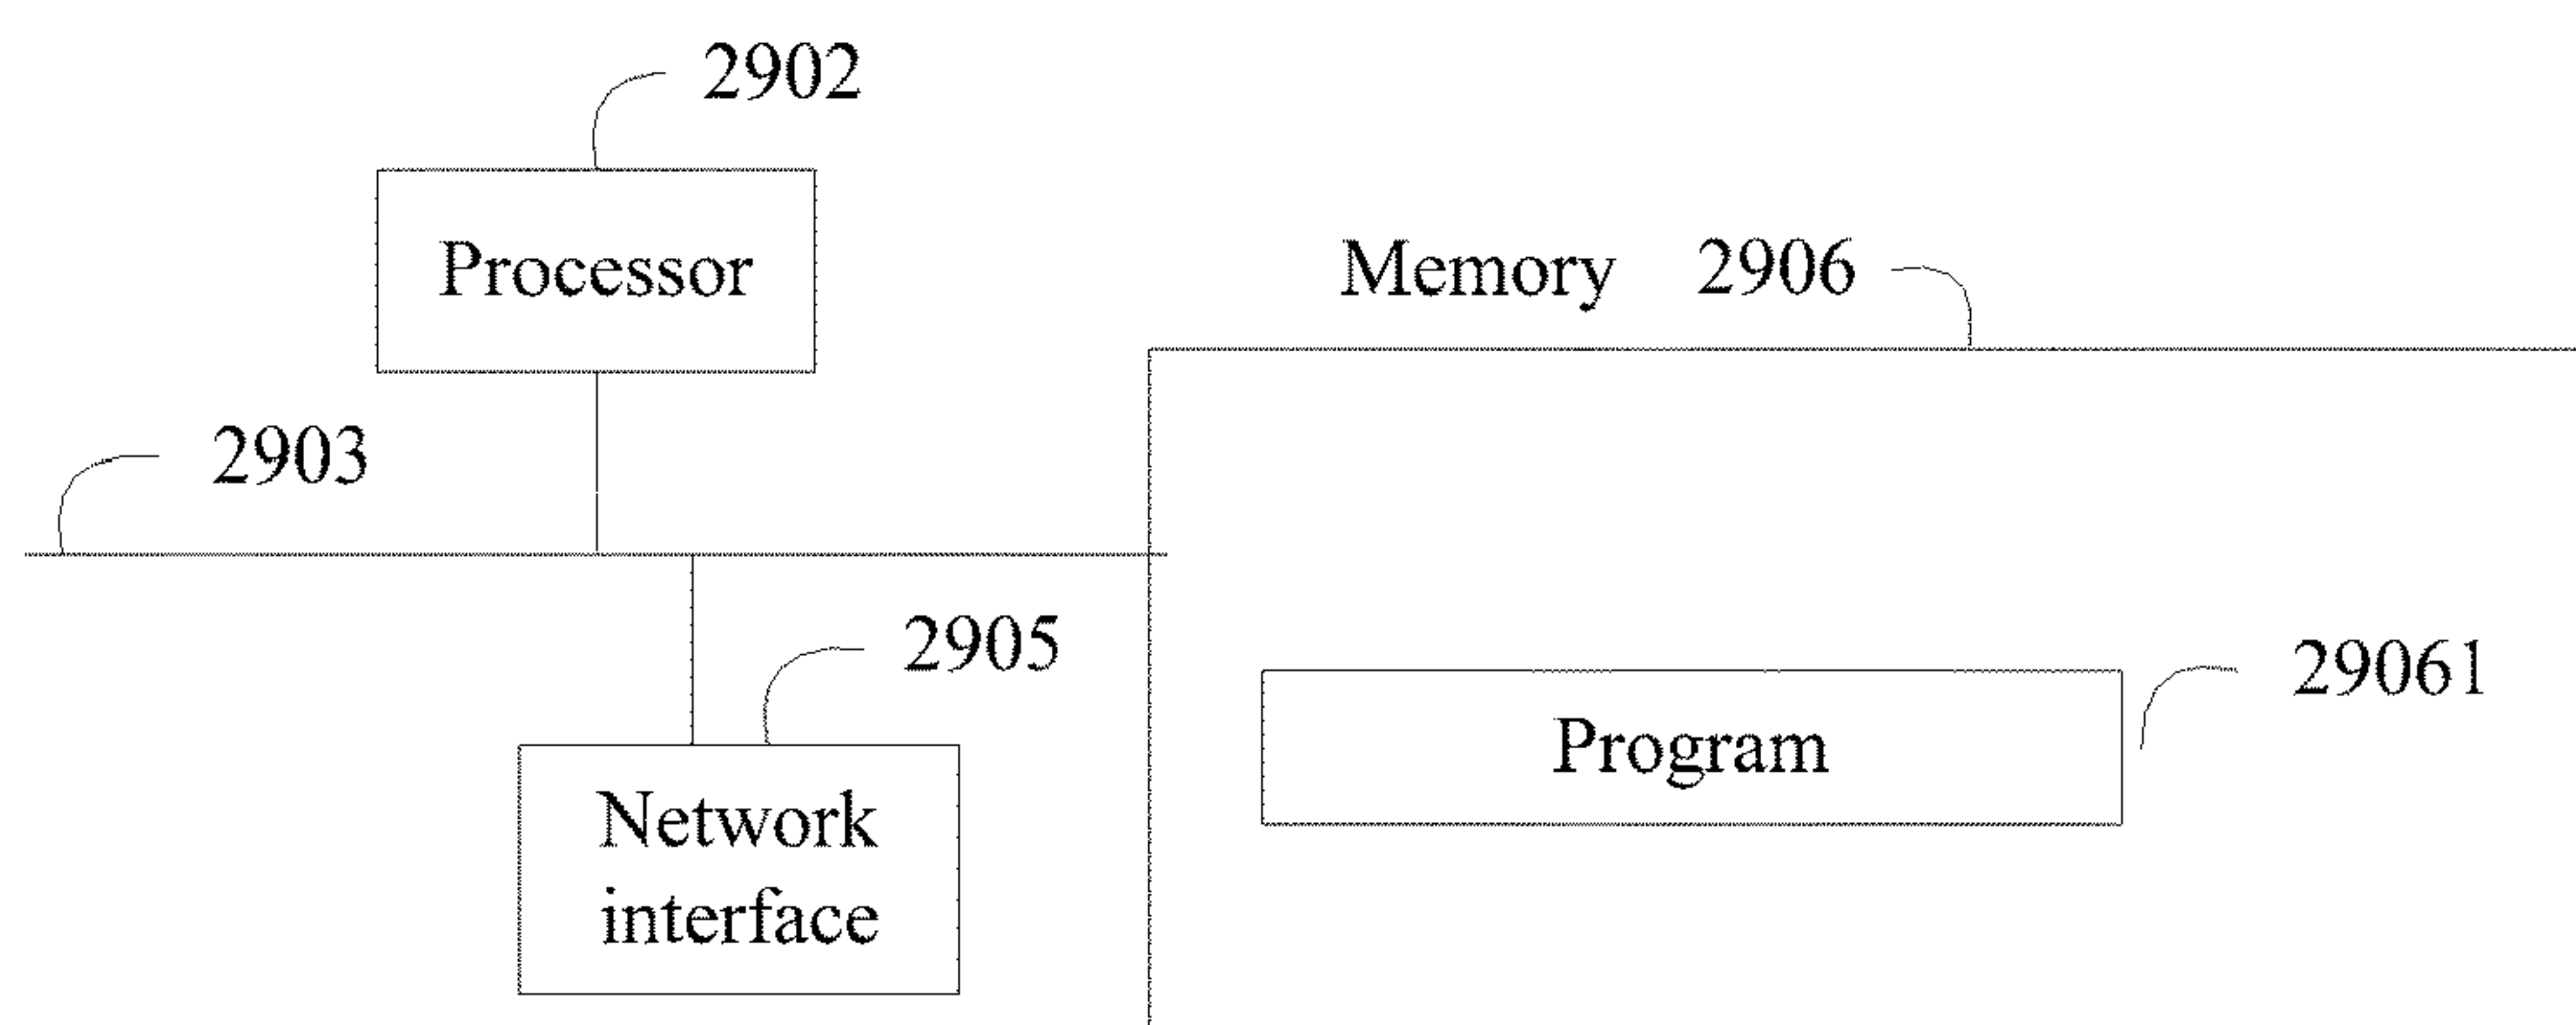 2902
Processor
Memory 2906
2903
2905
29061
Program
Network
interface